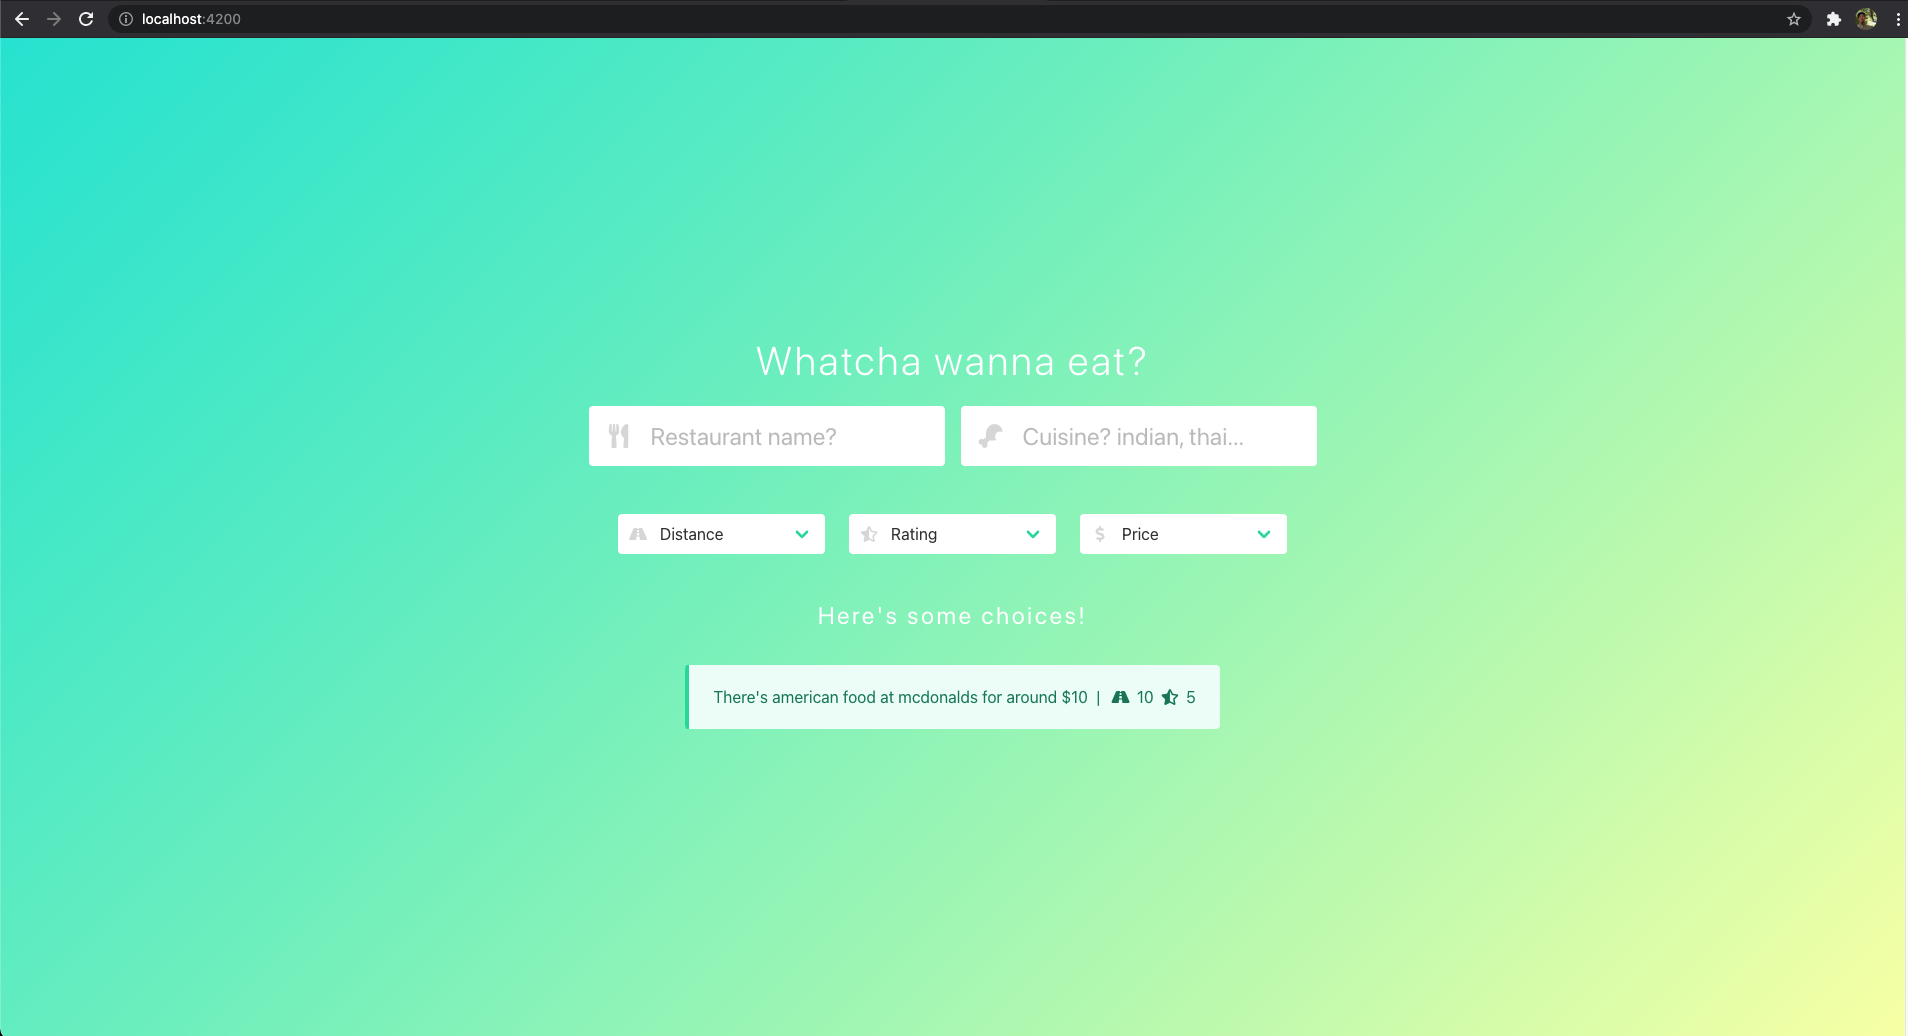 localhost:4200
Whatcha wanna eat?
Restaurant name?
Cuisine? indian, thai...
Distance
Rating
$ Price
Here's some choices!
There's american food at mcdonalds for around $10 | 10 5